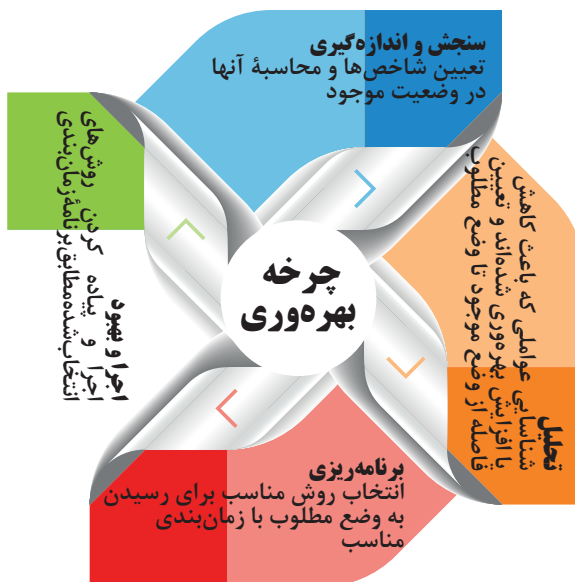 سنجش و اندازه‌گیری
تعیین شاخص‌ها و محاسبهٔ آنها
در وضعیت موجود
تحلیل
شناسایی عواملی که باعث کاهش
یا افزایش بهره‌وری شده‌اند و تعیین
فاصله از وضع موجود تا وضع مطلوب
برنامه‌ریزی
انتخاب روش مناسب برای رسیدن
به وضع مطلوب با زمان‌بندی
مناسب
اجرا و بهبود
اجرا و پیاده کردن روش‌های
انتخاب‌شده‌مطابق‌برنامهٔ‌زمان‌بندی
چرخه
بهره‌وری